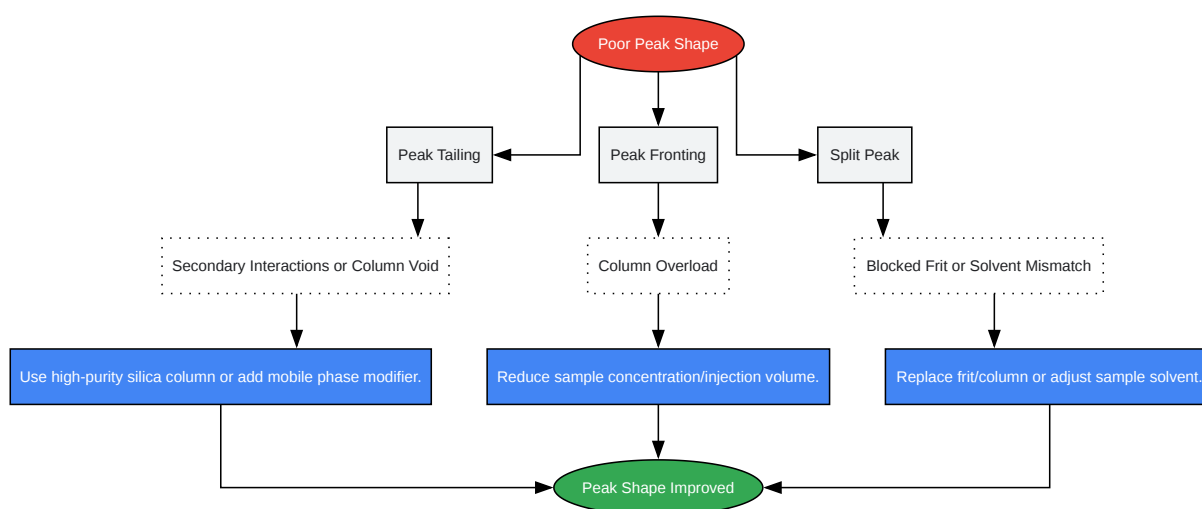 Poor Peak Shape
Peak Tailing
Peak Fronting
Split Peak
Secondary Interactions or Column Void
Column Overload
Blocked Frit or Solvent Mismatch
Use high-purity silica column or add mobile phase modifier.
Reduce sample concentration/injection volume.
Replace frit/column or adjust sample solvent.
Peak Shape Improved